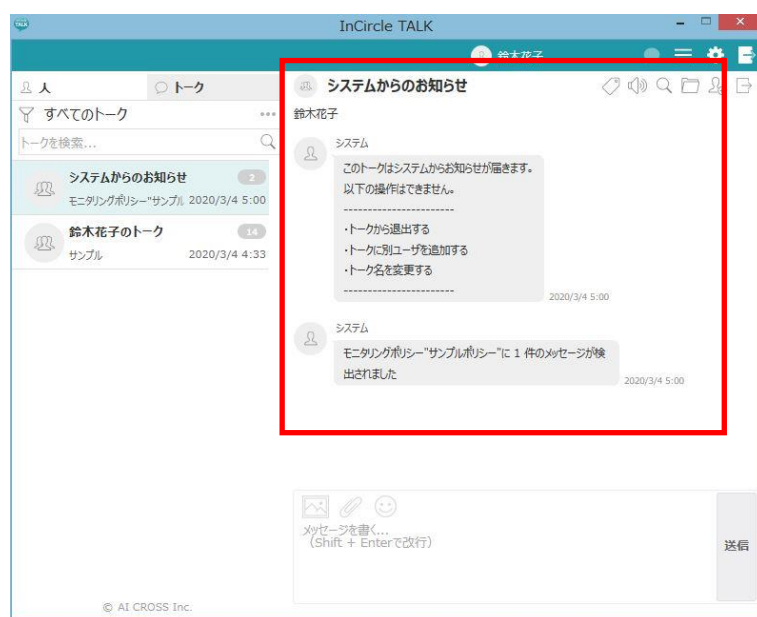 TALK
InCircle TALK
鈴木花子
人
トーク
すべてのトーク
トークを検索...
システムからのお知らせ
2
モニタリングポリシー"サンプル
2020/3/4 5:00
鈴木花子のトーク
14
サンプル
2020/3/4 4:33
© AI CROSS Inc.
システムからのお知らせ
鈴木花子
システム
このトークはシステムからお知らせが届きます。
以下の操作はできません。
-----------------------
・トークから退出する
・トークに別ユーザを追加する
・トーク名を変更する
-----------------------
2020/3/4 5:00
システム
モニタリングポリシー"サンプルポリシー"に 1 件のメッセージが検
出されました
2020/3/4 5:00
メッセージを書く...
(Shift + Enterで改行)
送信